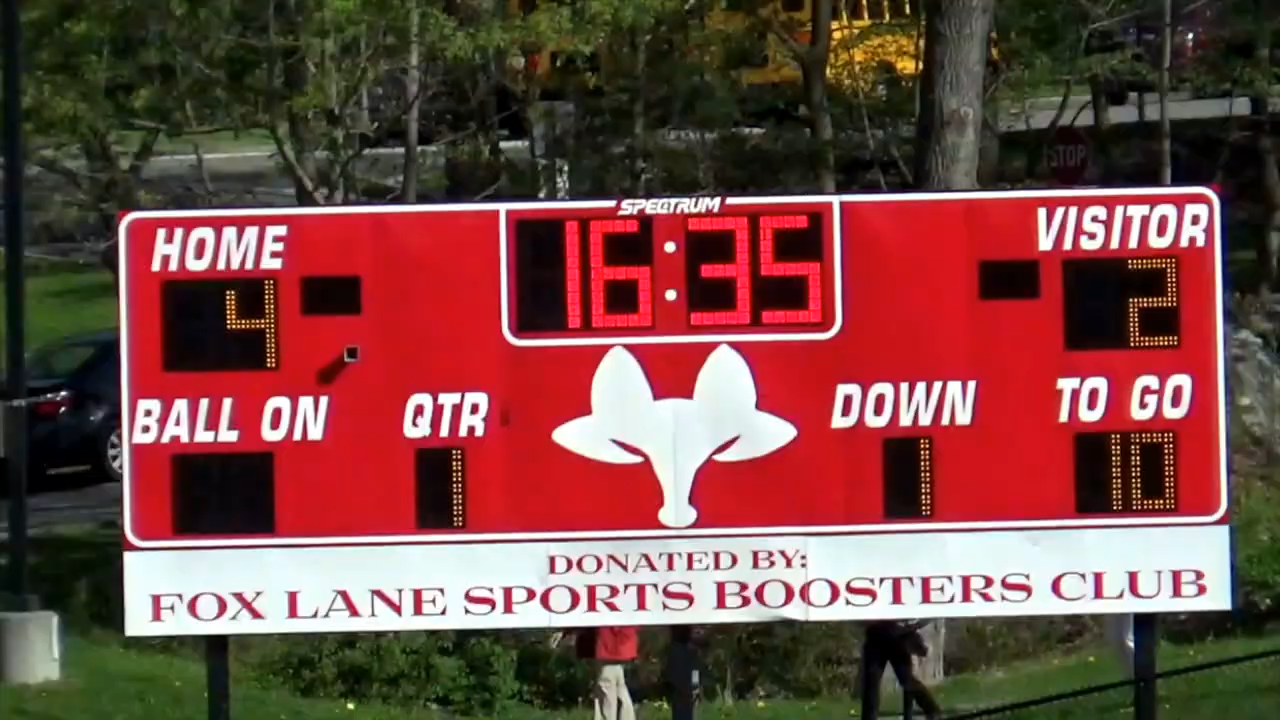 SPECTRUM
HOME 16:35 VISITOR
4 2
BALL ON QTR DOWN TO GO
1 1 10
DONATED BY:
FOX LANE SPORTS BOOSTERS CLUB
STOP